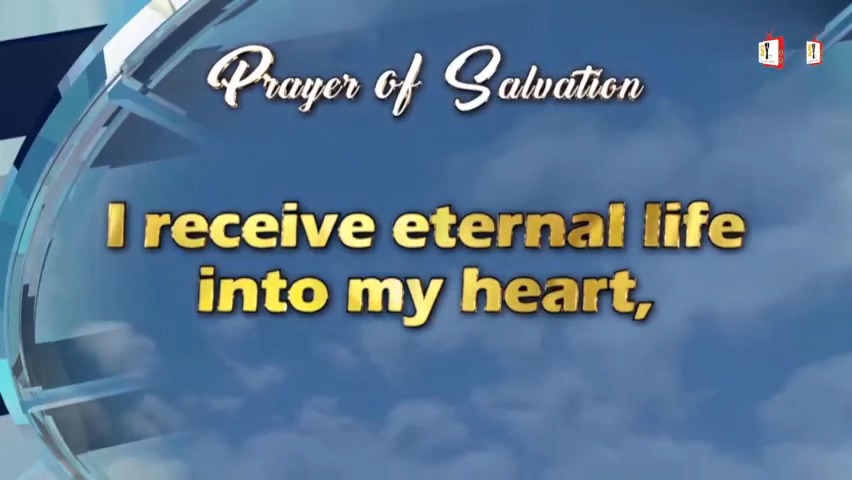 Prayer of Salvation
I receive eternal life
into my heart,